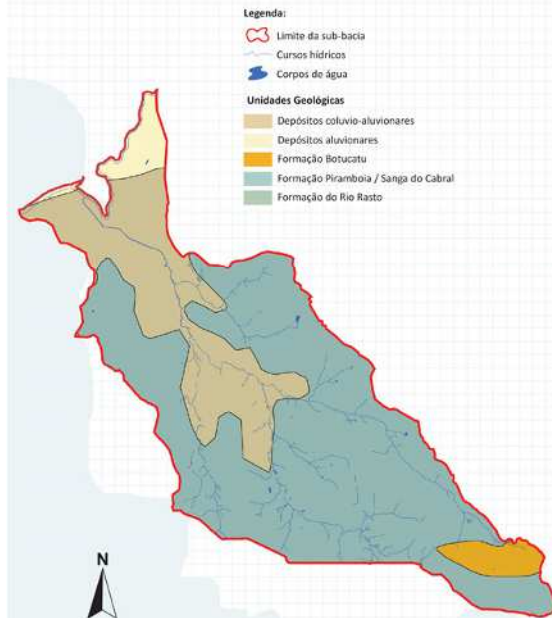 Legenda:
Limite da sub-bacia
Cursos hídricos
Corpos de água
Unidades Geológicas
Depósitos coluvio-aluvionares
Depósitos aluvionares
Formação Botucatu
Formação Piramboia / Sanga do Cabral
Formação do Rio Rasto
N